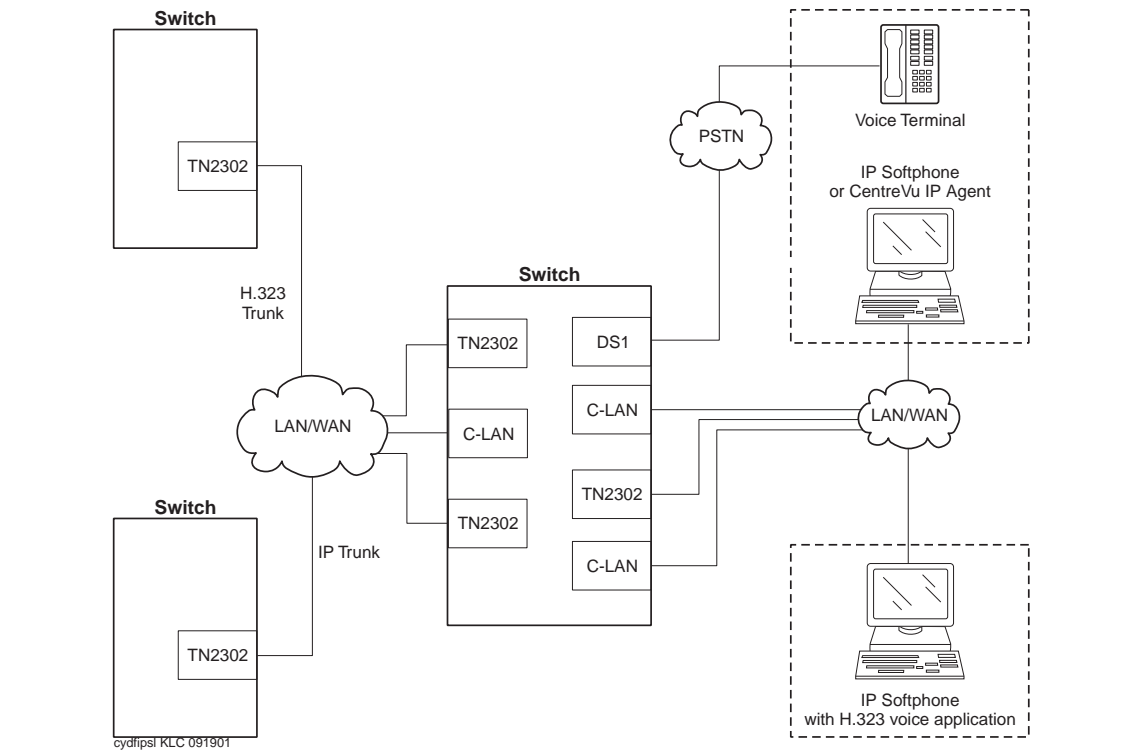 Switch
TN2302
H.323
Trunk
LAN/WAN
Switch
TN2302
IP Trunk
cydfipsl KLC 091901
Switch
TN2302
C-LAN
TN2302
DS1
C-LAN
TN2302
C-LAN
PSTN
Voice Terminal
IP Softphone
or CentreVu IP Agent
LAN/WAN
IP Softphone
with H.323 voice application